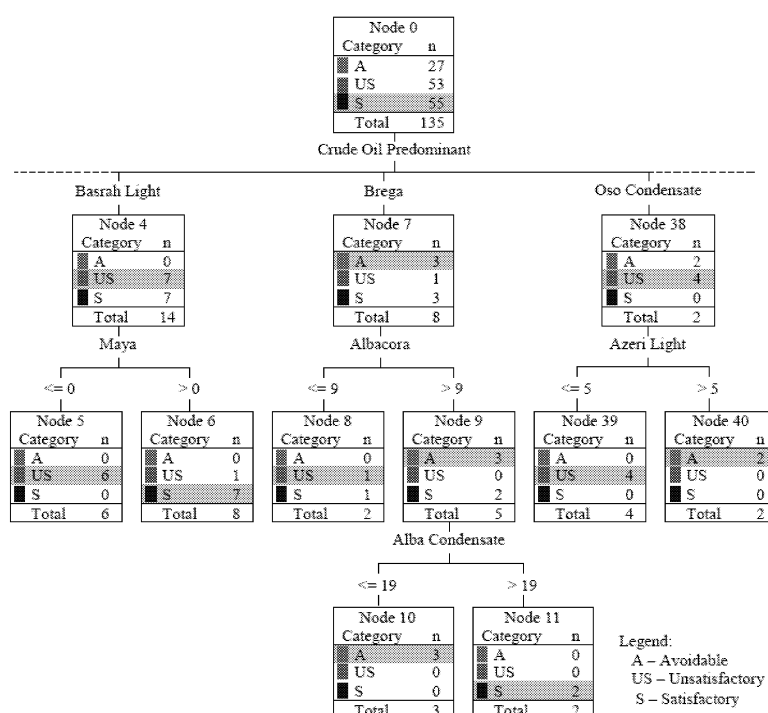 Node 0
Category n
A 27
US 53
S 55
Total 135
Crude Oil Predominant
Basrah Light Brega Oso Condensate
Node 4
Category n
A 0
US 7
S 7
Total 14
Maya
Node 7
Category n
A 3
US 1
S 3
Total 8
Albacora
Node 38
Category n
A 2
US 4
S 0
Total 2
Azeri Light
<= 0 > 0 <= 9 > 9 <=5 > 5
Node 5
Category n
A 0
US 6
S 0
Total 6
Node 6
Category n
A 0
US 1
S 7
Total 8
Node 8
Category n
A 0
US 1
S 1
Total 2
Node 9
Category n
A 3
US 0
S 2
Total 5
Node 39
Category n
A 0
US 4
S 0
Total 4
Node 40
Category n
A 2
US 0
S 0
Total 2
Alba Condensate
<= 19 > 19
Node 10
Category n
A 3
US 0
S 0
Total 3
Node 11
Category n
A 0
US 0
S 2
Total 2
Legend:
A – Avoidable
US – Unsatisfactory
S – Satisfactory